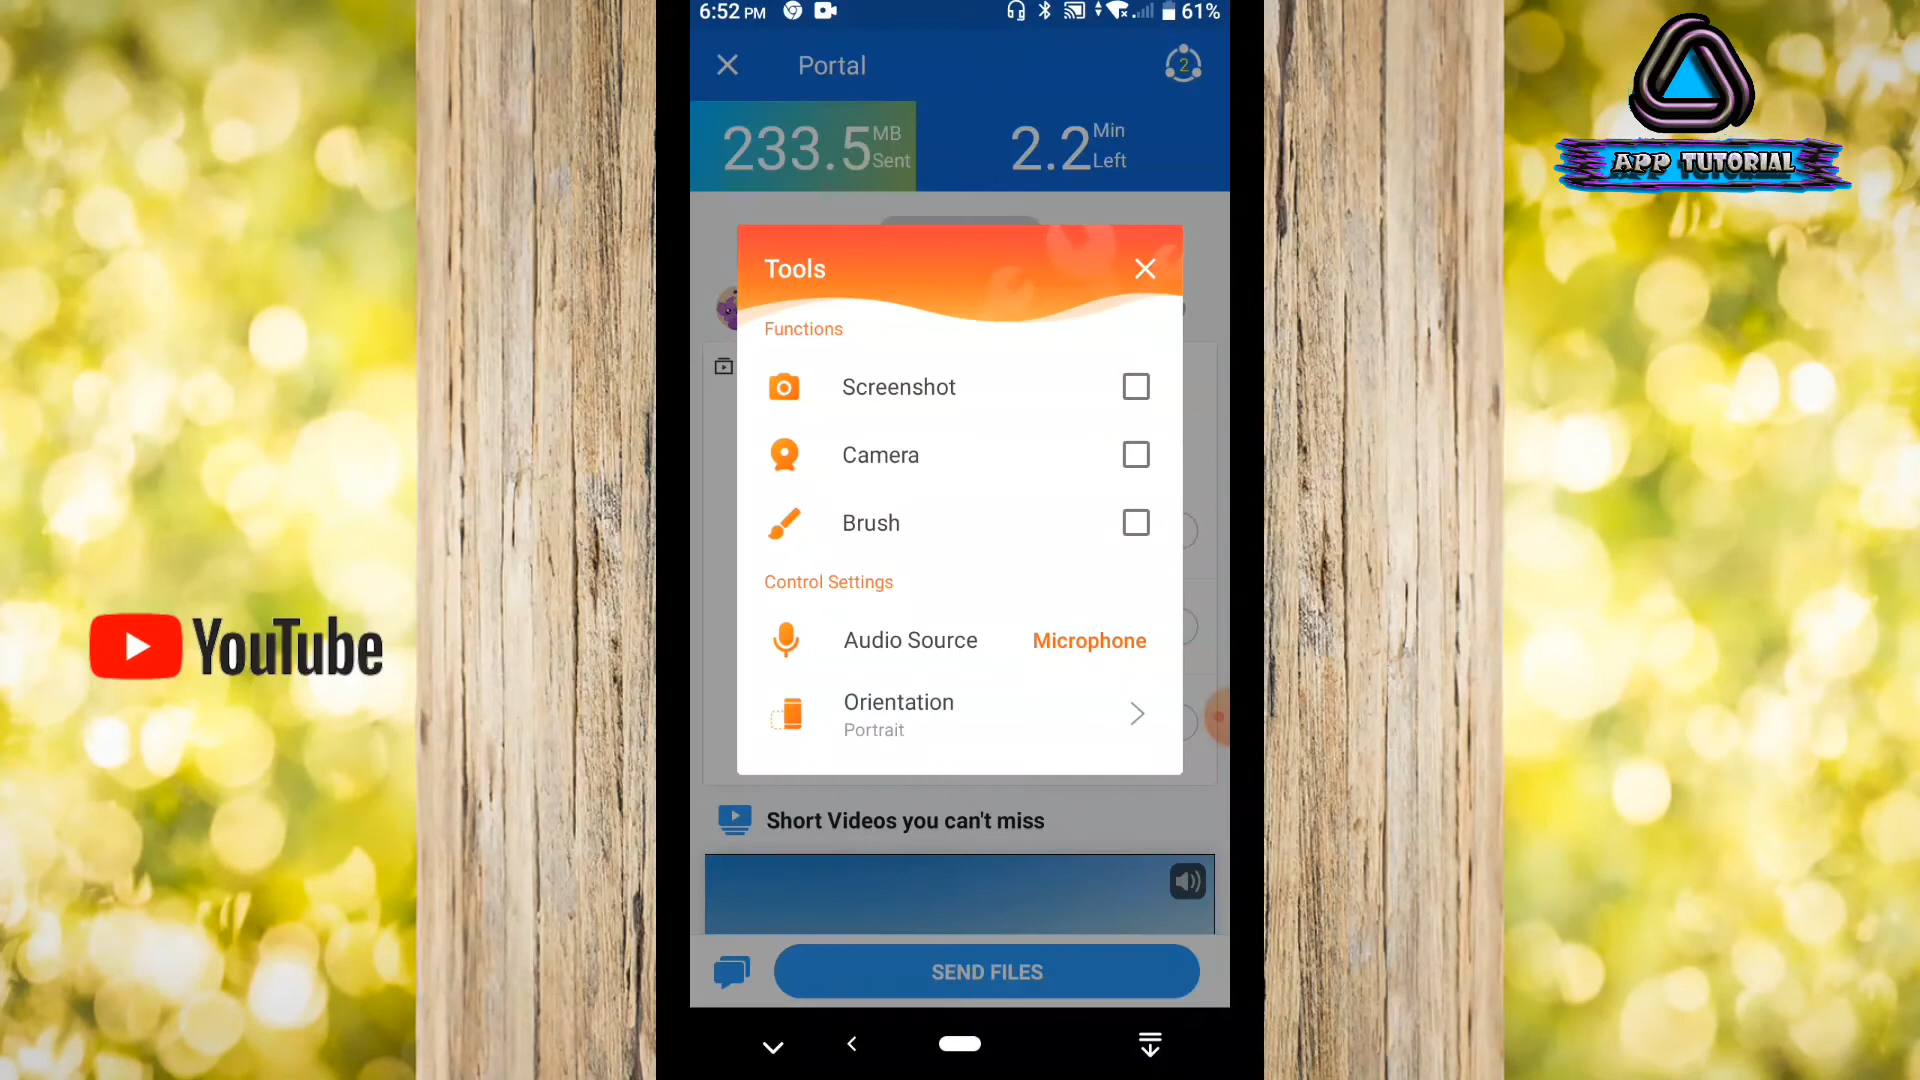 6:52 PM
61%
Portal
2
233.5 MB Sent
2.2 Min Left
APP TUTORIAL
Tools
Functions
Screenshot
Camera
Brush
Control Settings
Audio Source Microphone
Orientation
Portrait
YouTube
Short Videos you can't miss
SEND FILES